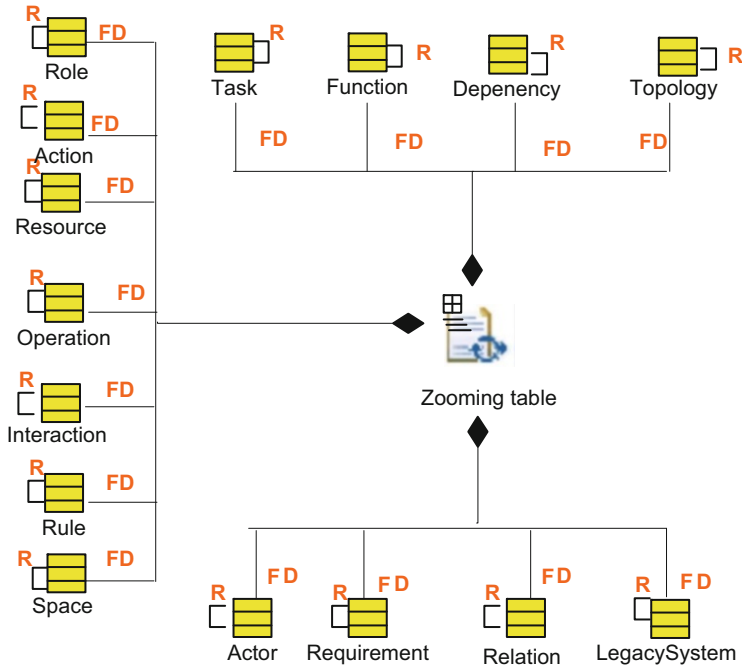 R FD
Role
R FD
Action
R FD
Resource
R FD
Operation
R FD
Interaction
R FD
Rule
R FD
Space
R R R R
Task Function Depenency Topology
FD FD FD FD
Zooming table
R FD R FD R FD R FD
Actor Requirement Relation LegacySystem